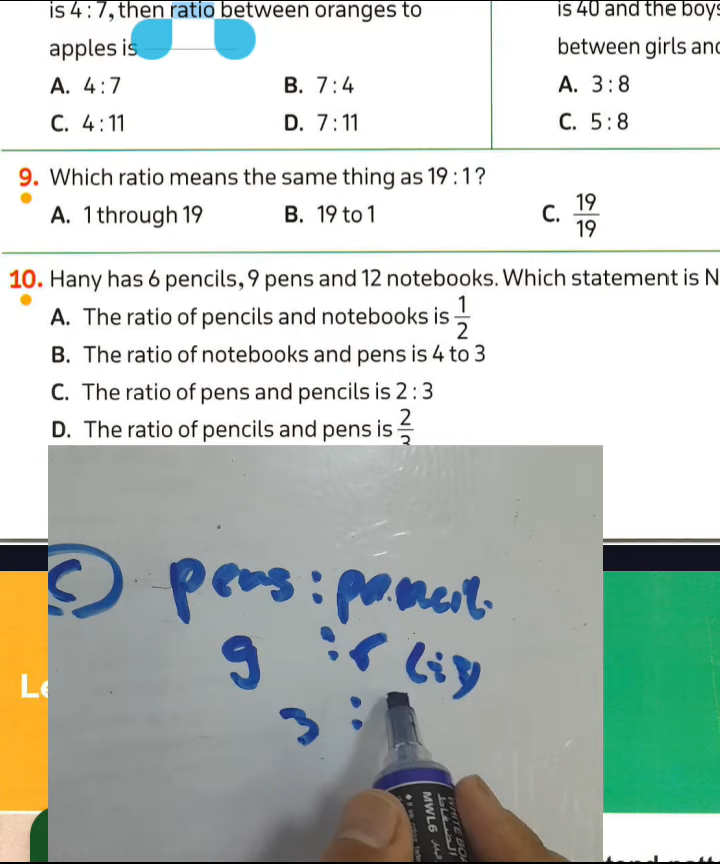 is 4 : 7, then ratio between oranges to
apples is
A. 4 : 7
B. 7 : 4
C. 4 : 11
D. 7 : 11
is 40 and the boys
between girls and
A. 3 : 8
C. 5 : 8
9. Which ratio means the same thing as 19 : 1?
A. 1 through 19
B. 19 to 1
C. 19/19
10. Hany has 6 pencils, 9 pens and 12 notebooks. Which statement is N
A. The ratio of pencils and notebooks is 1/2
B. The ratio of notebooks and pens is 4 to 3
C. The ratio of pens and pencils is 2 : 3
D. The ratio of pencils and pens is 2/3
C pens : pencil.
9 :
3 :
Le
WHITE BO
MWL6